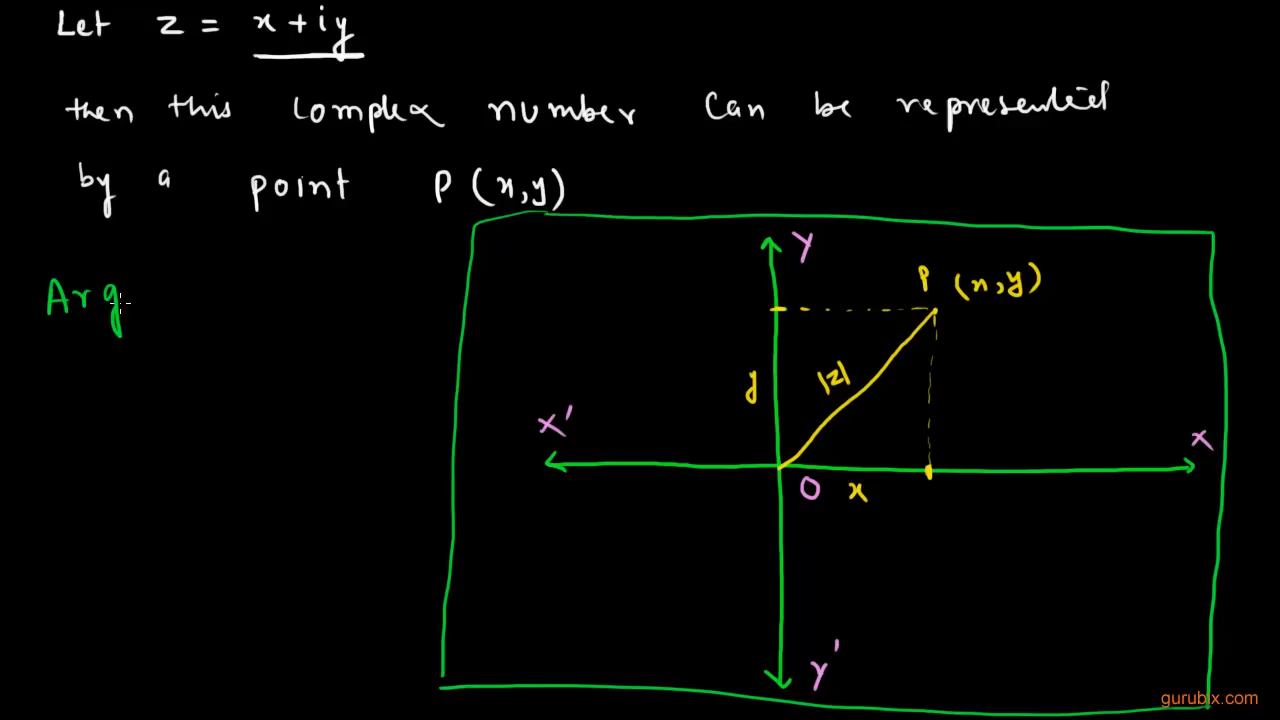 Let z = x + iy
then this complex number can be represented
by a point P (x,y)
Y
P (x,y)
Arg
|z|
y
X'
X
O x
Y'
gurubix.com